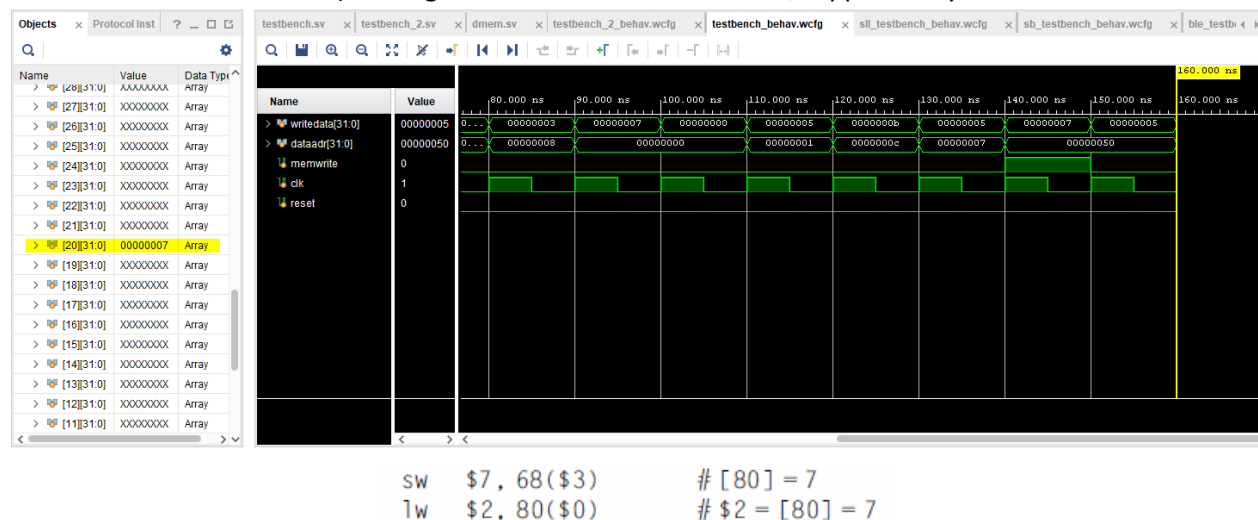 Objects x Protocol Inst ? _ □
Name Value Data Type
[28][31:0] XXXXXXXX Array
[27][31:0] XXXXXXXX Array
[26][31:0] XXXXXXXX Array
[25][31:0] XXXXXXXX Array
[24][31:0] XXXXXXXX Array
[23][31:0] XXXXXXXX Array
[22][31:0] XXXXXXXX Array
[21][31:0] XXXXXXXX Array
[20][31:0] 00000007 Array
[19][31:0] XXXXXXXX Array
[18][31:0] XXXXXXXX Array
[17][31:0] XXXXXXXX Array
[16][31:0] XXXXXXXX Array
[15][31:0] XXXXXXXX Array
[14][31:0] XXXXXXXX Array
[13][31:0] XXXXXXXX Array
[12][31:0] XXXXXXXX Array
[11][31:0] XXXXXXXX Array
testbench.sv x testbench_2.sv x dmem.sv x testbench_2_behav.wcfg x testbench_behav.wcfg x sll_testbench_behav.wcfg x sb_testbench_behav.wcfg x ble_testb
160.000 ns
Name Value 80.000 ns 90.000 ns 100.000 ns 110.000 ns 120.000 ns 130.000 ns 140.000 ns 150.000 ns 160.000 ns
writedata[31:0] 00000005 0... 00000003 00000007 00000000 00000005 0000000b 00000005 00000007 00000005
dataadr[31:0] 00000050 0... 00000008 00000000 00000001 0000000c 00000007 00000050
memwrite 0
clk 1
reset 0
sw $7, 68($3) # [80] = 7
lw $2, 80($0) # $2 = [80] = 7